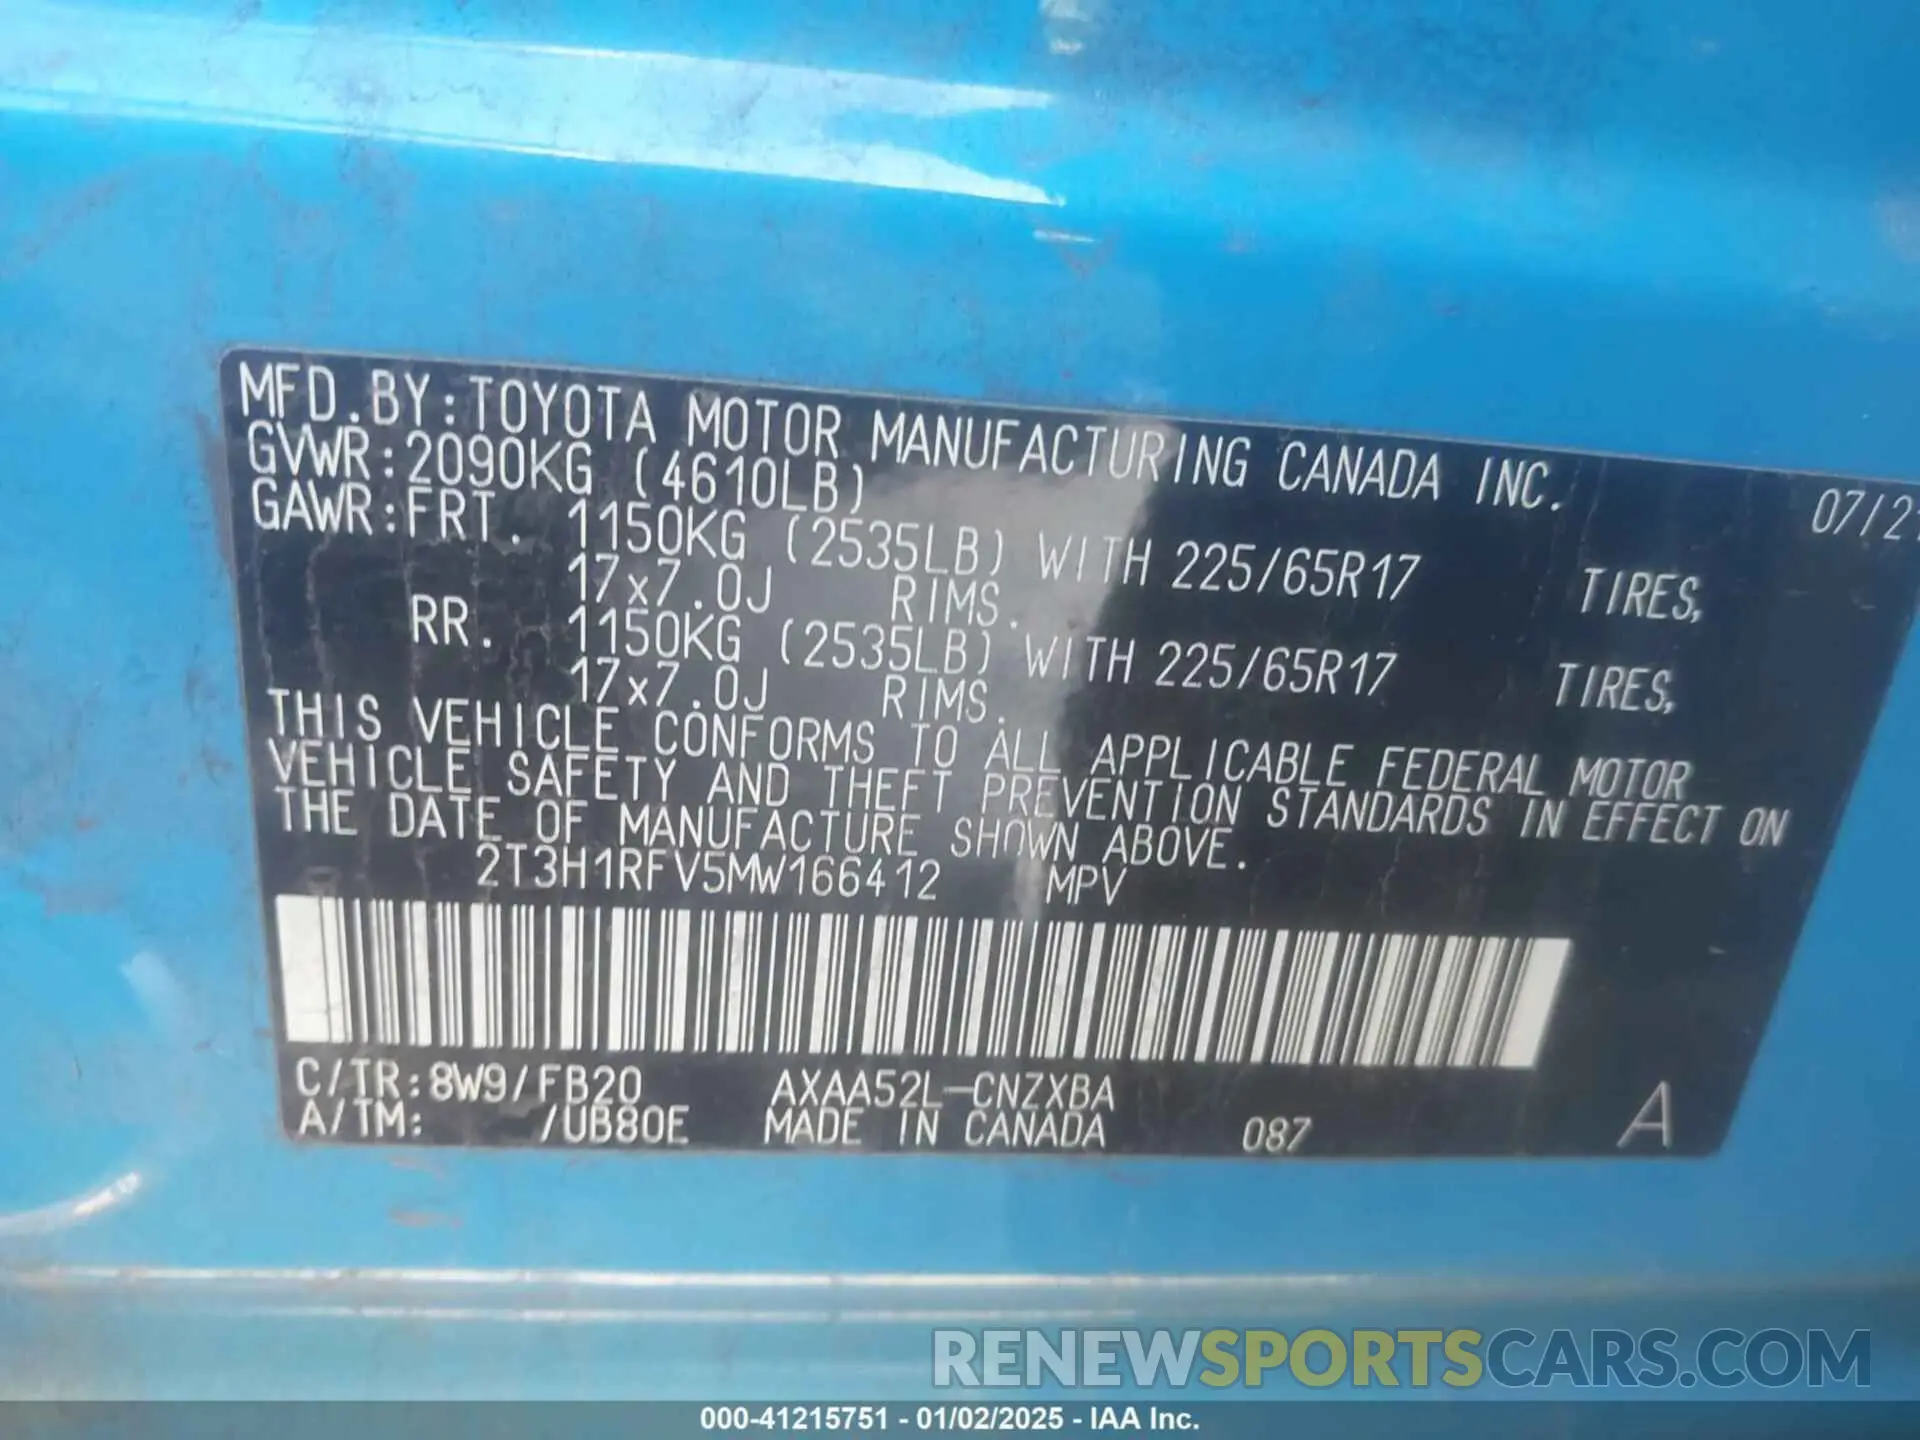 MFD.BY:TOYOTA MOTOR MANUFACTURING CANADA INC. 07/21
GVWR:2090KG (4610LB)
GAWR:FRT. 1150KG (2535LB) WITH 225/65R17 TIRES,
17x7.0J RIMS.
RR. 1150KG (2535LB) WITH 225/65R17 TIRES,
17x7.0J RIMS.
THIS VEHICLE CONFORMS TO ALL APPLICABLE FEDERAL MOTOR
VEHICLE SAFETY AND THEFT PREVENTION STANDARDS IN EFFECT ON
THE DATE OF MANUFACTURE SHOWN ABOVE.
2T3H1RFV5MW166412 MPV
C/TR:8W9/FB20 AXAA52L-CNZXBA
A/TM: /UB80E MADE IN CANADA 087 A
RENEWSPORTSCARS.COM
000-41215751 - 01/02/2025 - IAA Inc.